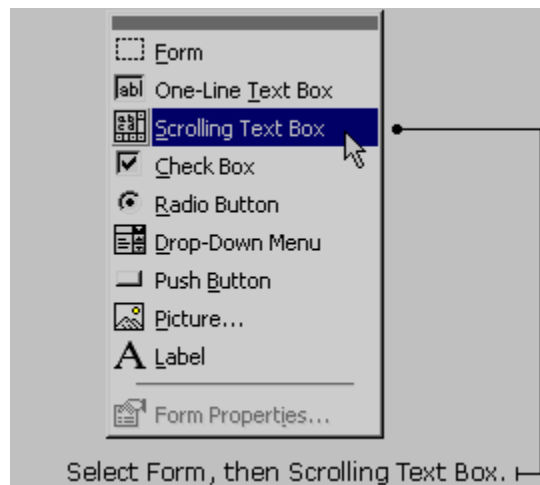 Form
One-Line Text Box
Scrolling Text Box
Check Box
Radio Button
Drop-Down Menu
Push Button
Picture...
Label
Form Properties...
Select Form, then Scrolling Text Box.